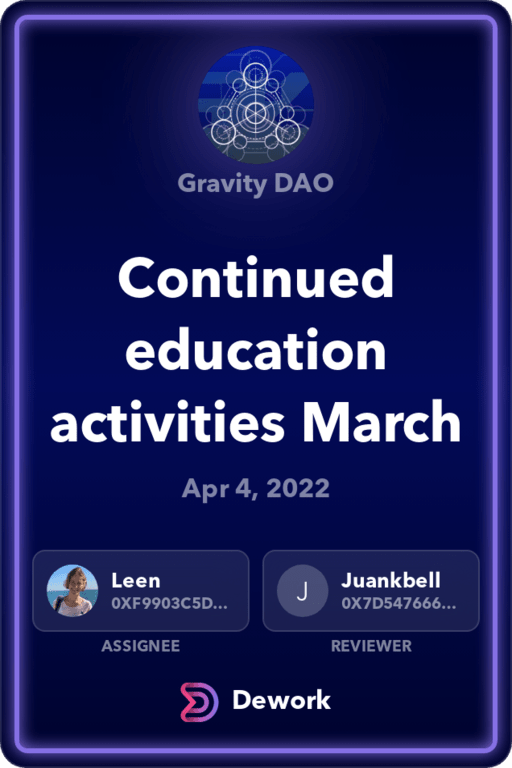 Gravity DAO
Continued
education
activities March
Apr 4, 2022
Leen
0XF9903C5D...
ASSIGNEE
J
Juankbell
0X7D547666...
REVIEWER
Dework